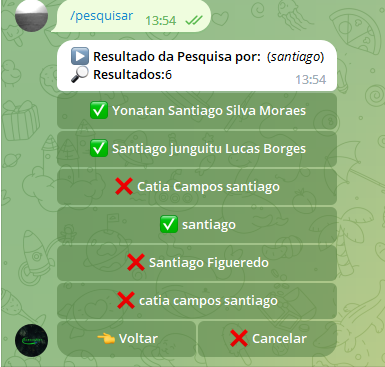 /pesquisar 13:54
Resultado da Pesquisa por: (santiago)
Resultados:6 13:54
Yonatan Santiago Silva Moraes
Santiago junguitu Lucas Borges
Catia Campos santiago
santiago
Santiago Figueredo
catia campos santiago
Voltar
Cancelar